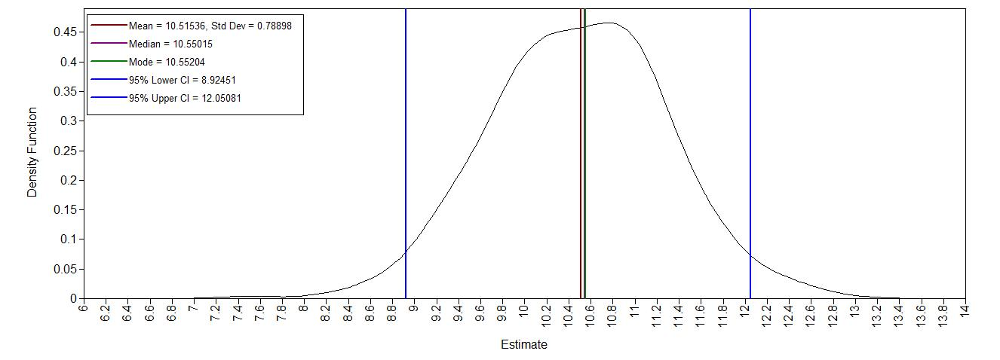 Mean = 10.51536, Std Dev = 0.78898
Median = 10.55015
Mode = 10.55204
95% Lower CI = 8.92451
95% Upper CI = 12.05081
Density Function
0.45
0.4
0.35
0.3
0.25
0.2
0.15
0.1
0.05
0
6 6.2 6.4 6.6 6.8 7 7.2 7.4 7.6 7.8 8 8.2 8.4 8.6 8.8 9 9.2 9.4 9.6 9.8 10 10.2 10.4 10.6 10.8 11 11.2 11.4 11.6 11.8 12 12.2 12.4 12.6 12.8 13 13.2 13.4 13.6 13.8 14
Estimate